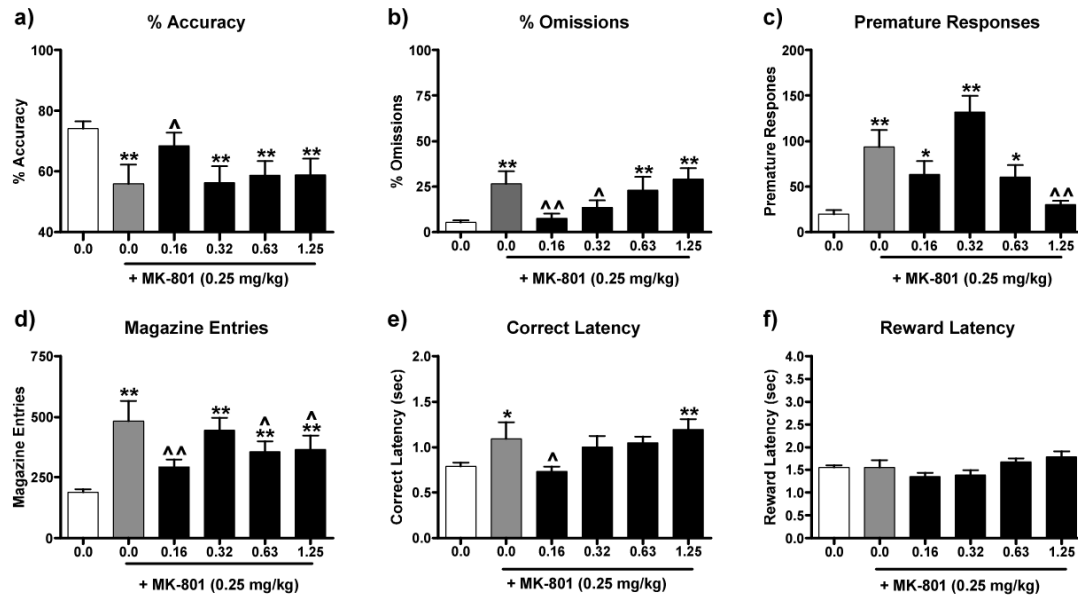 a) % Accuracy
% Accuracy
100
80
60
40
** ^ ** ** **
0.0 0.0 0.16 0.32 0.63 1.25
+ MK-801 (0.25 mg/kg)
b) % Omissions
% Omissions
100
75
50
25
0
** ^^ ^ ** **
0.0 0.0 0.16 0.32 0.63 1.25
+ MK-801 (0.25 mg/kg)
c) Premature Responses
Premature Respones
200
150
100
50
0
** * ** * ^^
0.0 0.0 0.16 0.32 0.63 1.25
+ MK-801 (0.25 mg/kg)
d) Magazine Entries
Magazine Entries
750
500
250
0
^ ^
** ^^ ** ** **
0.0 0.0 0.16 0.32 0.63 1.25
+ MK-801 (0.25 mg/kg)
e) Correct Latency
Correct Latency (sec)
2.0
1.5
1.0
0.5
0.0
* ^ **
0.0 0.0 0.16 0.32 0.63 1.25
+ MK-801 (0.25 mg/kg)
f) Reward Latency
Reward Latency (sec)
4.0
3.5
3.0
2.5
2.0
1.5
1.0
0.5
0.0
0.0 0.0 0.16 0.32 0.63 1.25
+ MK-801 (0.25 mg/kg)